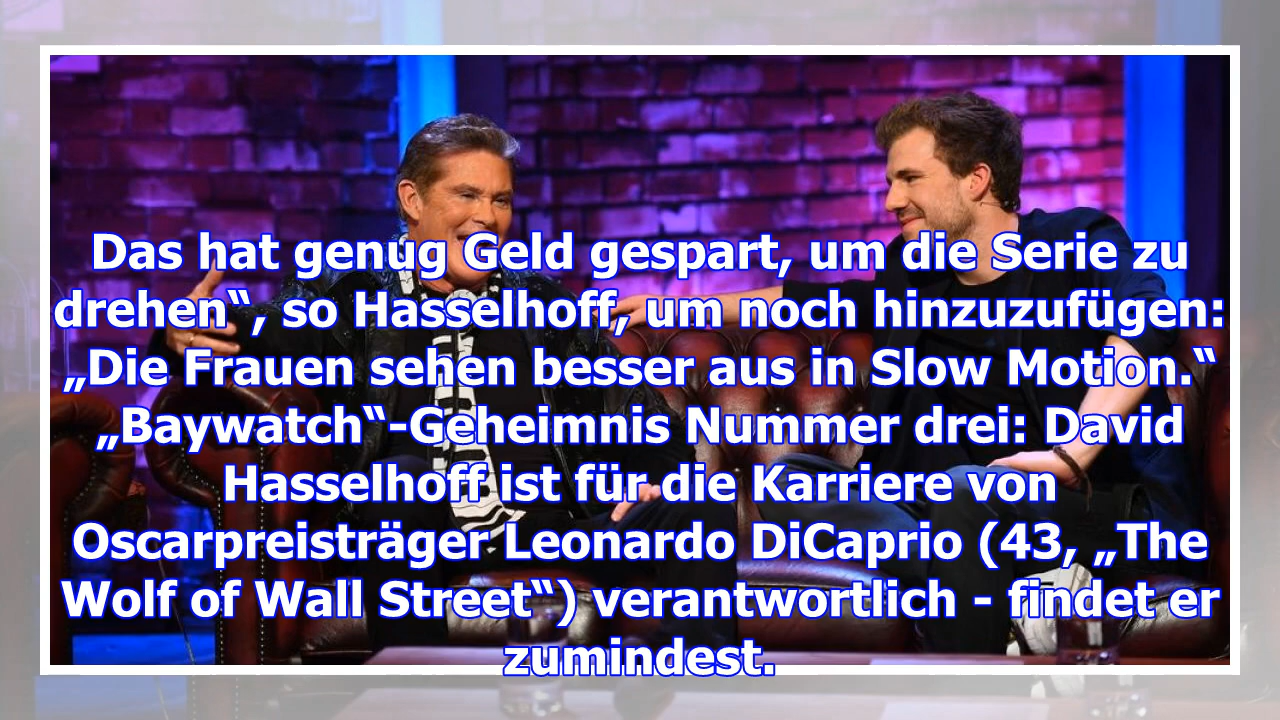 Das hat genug Geld gespart, um die Serie zu
drehen“, so Hasselhoff, um noch hinzuzufügen:
„Die Frauen sehen besser aus in Slow Motion.“
„Baywatch“-Geheimnis Nummer drei: David
Hasselhoff ist für die Karriere von
Oscarpreisträger Leonardo DiCaprio (43, „The
Wolf of Wall Street“) verantwortlich - findet er
zumindest.